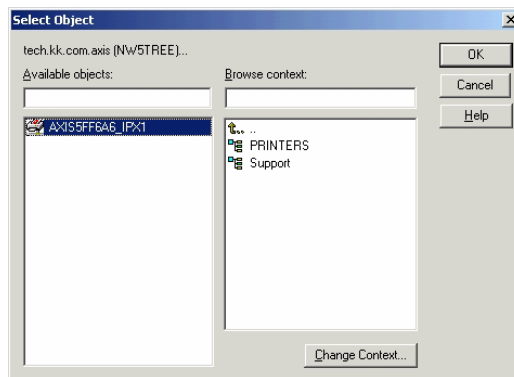 Select Object
tech.kk.com.axis (NW5TREE)...
Available objects:
Browse context:
OK
Cancel
Help
AXIS5FF6A6_IPX1
..
PRINTERS
Support
Change Context...